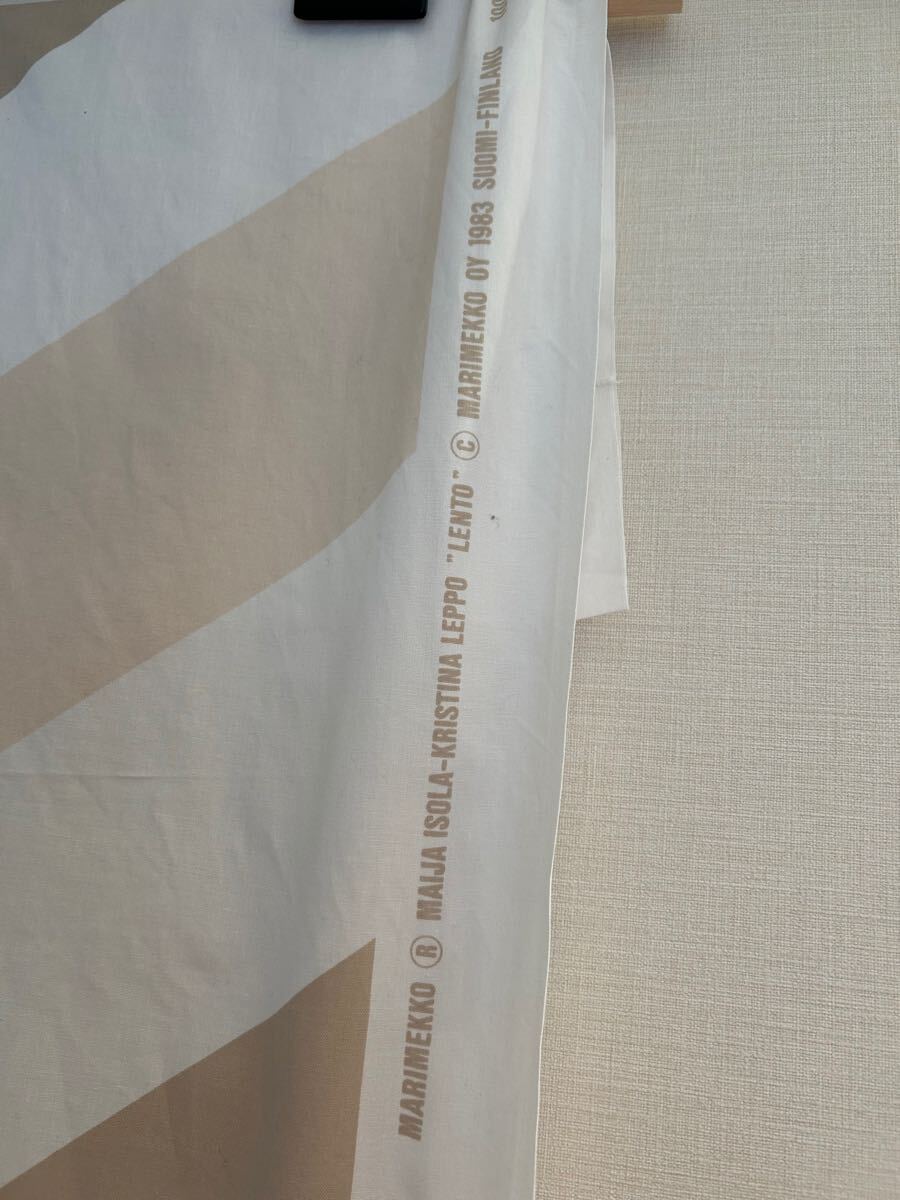 MARIMEKKO Ⓡ MAIJA ISOLA-KRISTINA LEPPO "LENTO" Ⓒ MARIMEKKO OY 1983 SUOMI-FINLAND